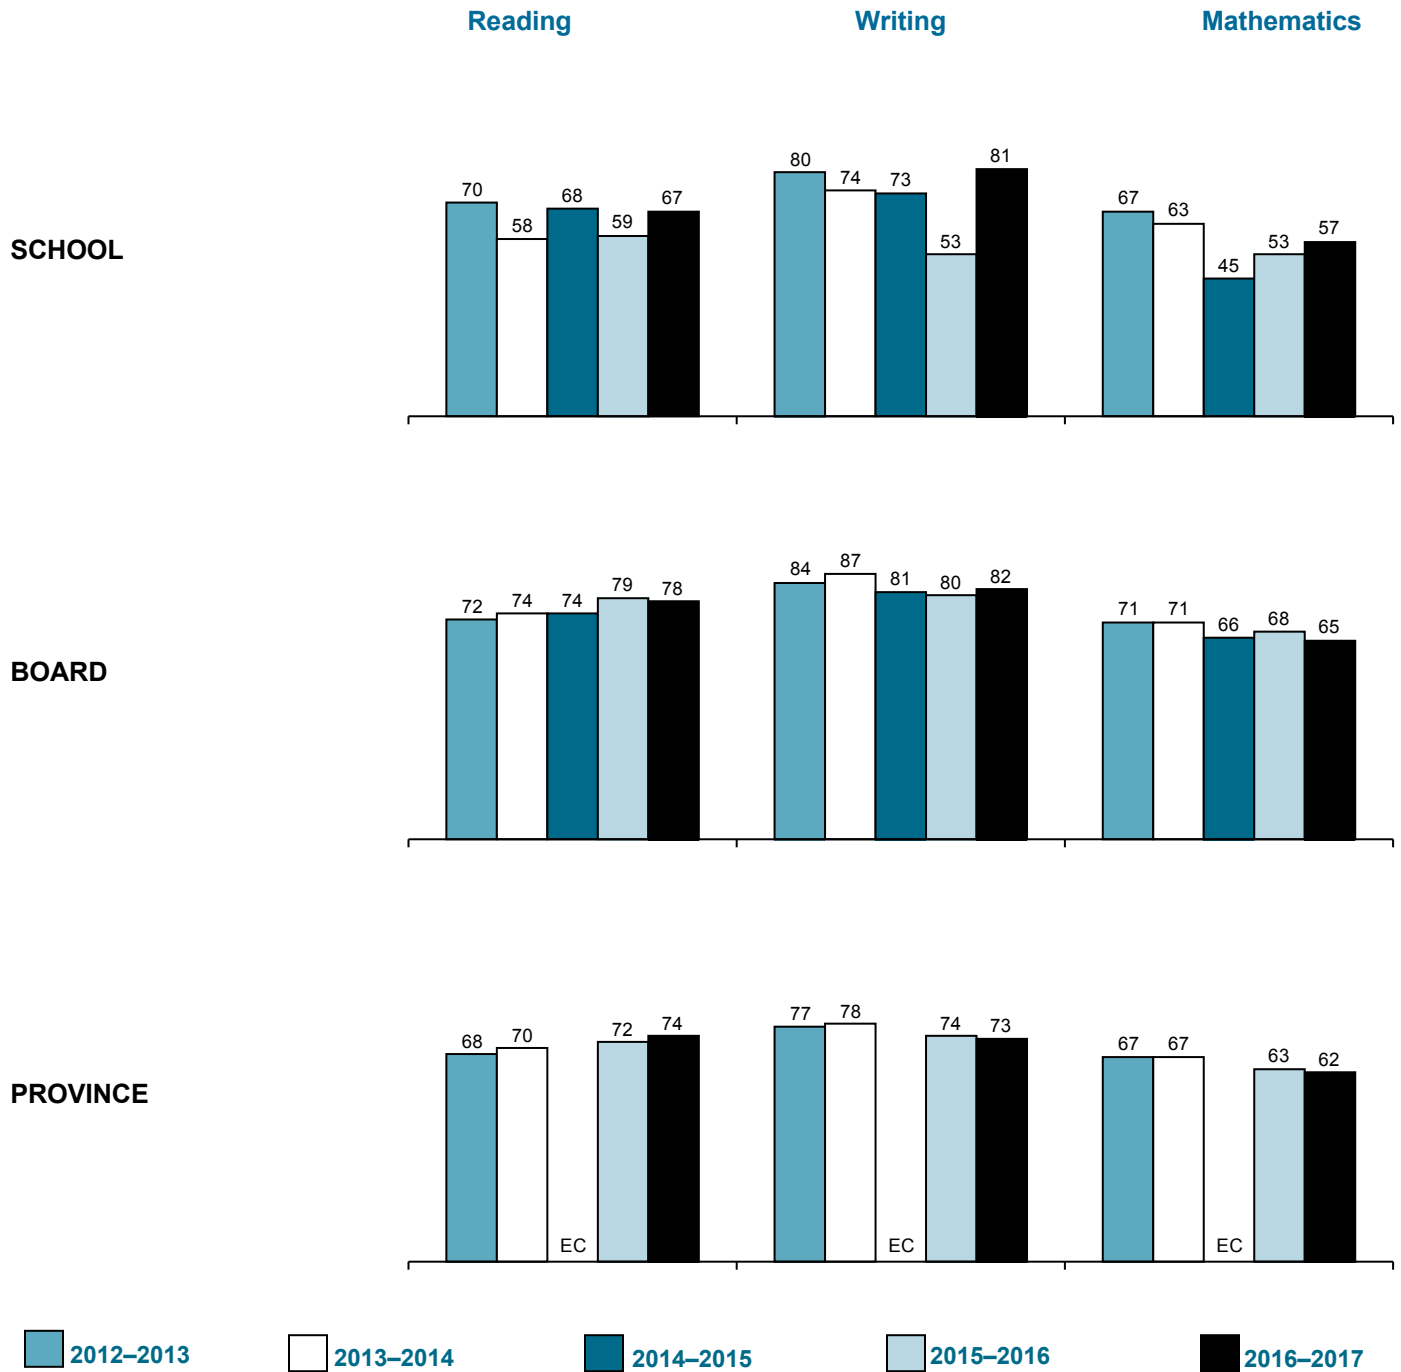 Reading Writing Mathematics
SCHOOL
70 58 68 59 67
80 74 73 53 81
67 63 45 53 57
BOARD
72 74 74 79 78
84 87 81 80 82
71 71 66 68 65
PROVINCE
68 70 EC 72 74
77 78 EC 74 73
67 67 EC 63 62
2012–2013 2013–2014 2014–2015 2015–2016 2016–2017